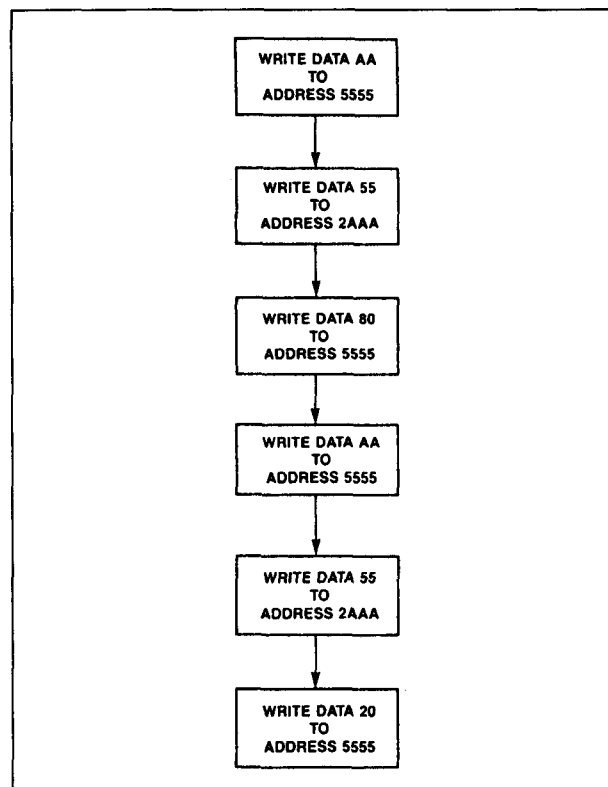 WRITE DATA AA
TO
ADDRESS 5555
WRITE DATA 55
TO
ADDRESS 2AAA
WRITE DATA 80
TO
ADDRESS 5555
WRITE DATA AA
TO
ADDRESS 5555
WRITE DATA 55
TO
ADDRESS 2AAA
WRITE DATA 20
TO
ADDRESS 5555